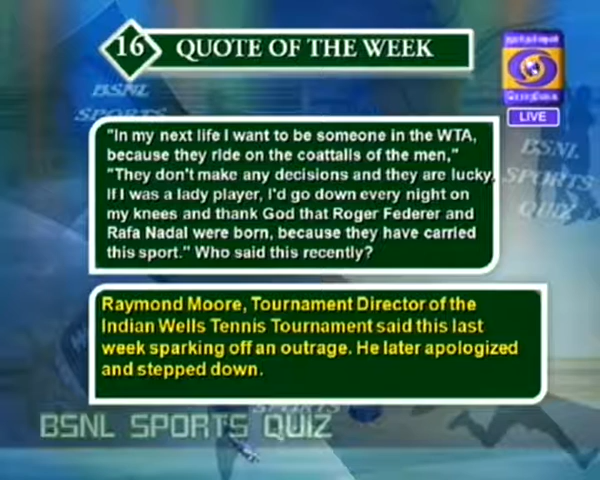 16 QUOTE OF THE WEEK
BSNL
SPORTS
LIVE
"In my next life I want to be someone in the WTA,
because they ride on the coattails of the men,"
"They don't make any decisions and they are lucky.
If I was a lady player, I'd go down every night on
my knees and thank God that Roger Federer and
Rafa Nadal were born, because they have carried
this sport." Who said this recently?
BSNL
SPORTS
QUIZ
Raymond Moore, Tournament Director of the
Indian Wells Tennis Tournament said this last
week sparking off an outrage. He later apologized
and stepped down.
SPORTS
BSNL SPORTS QUIZ